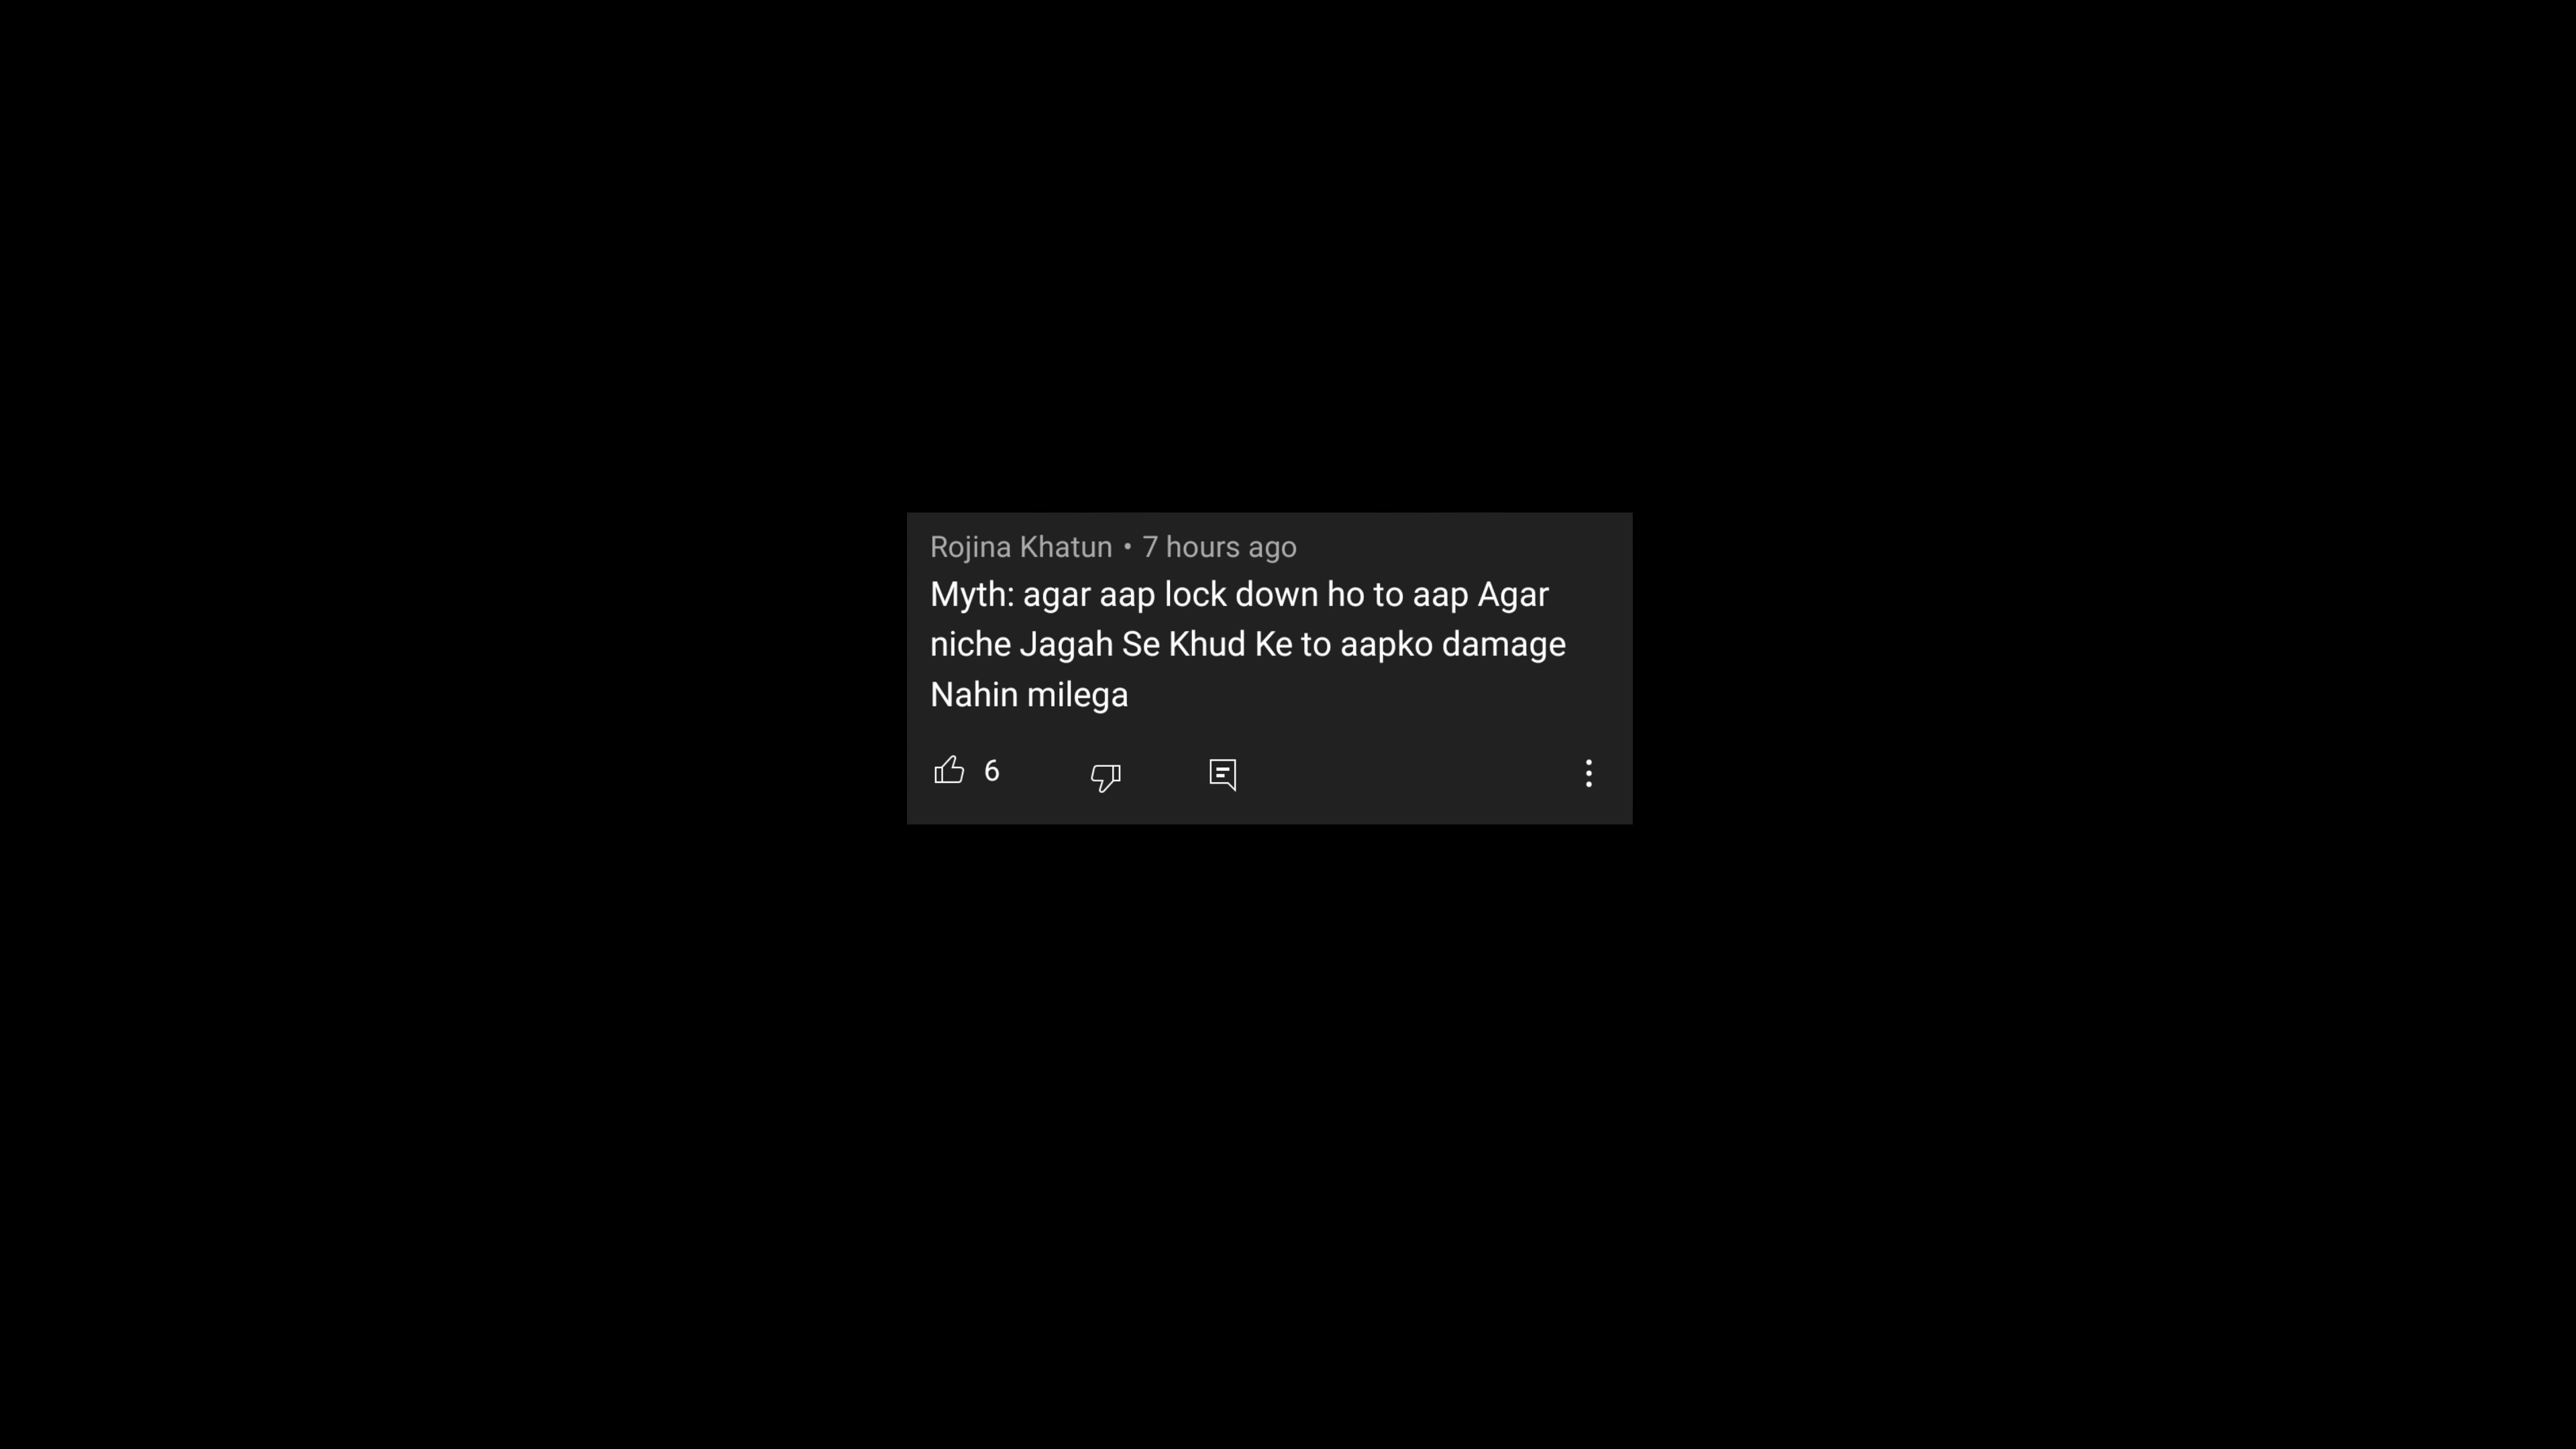 Rojina Khatun • 7 hours ago
Myth: agar aap lock down ho to aap Agar
niche Jagah Se Khud Ke to aapko damage
Nahin milega
6